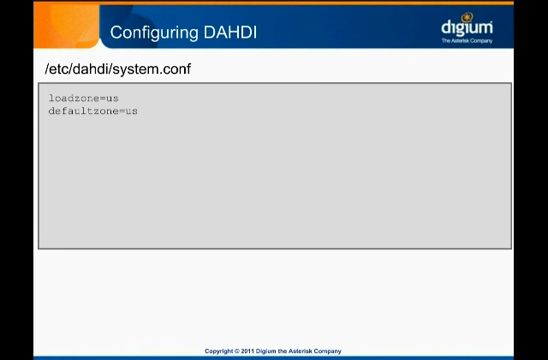 Configuring DAHDI
digium
The Asterisk Company
/etc/dahdi/system.conf
loadzone=us
defaultzone=us
Copyright © 2011 Digium the Asterisk Company